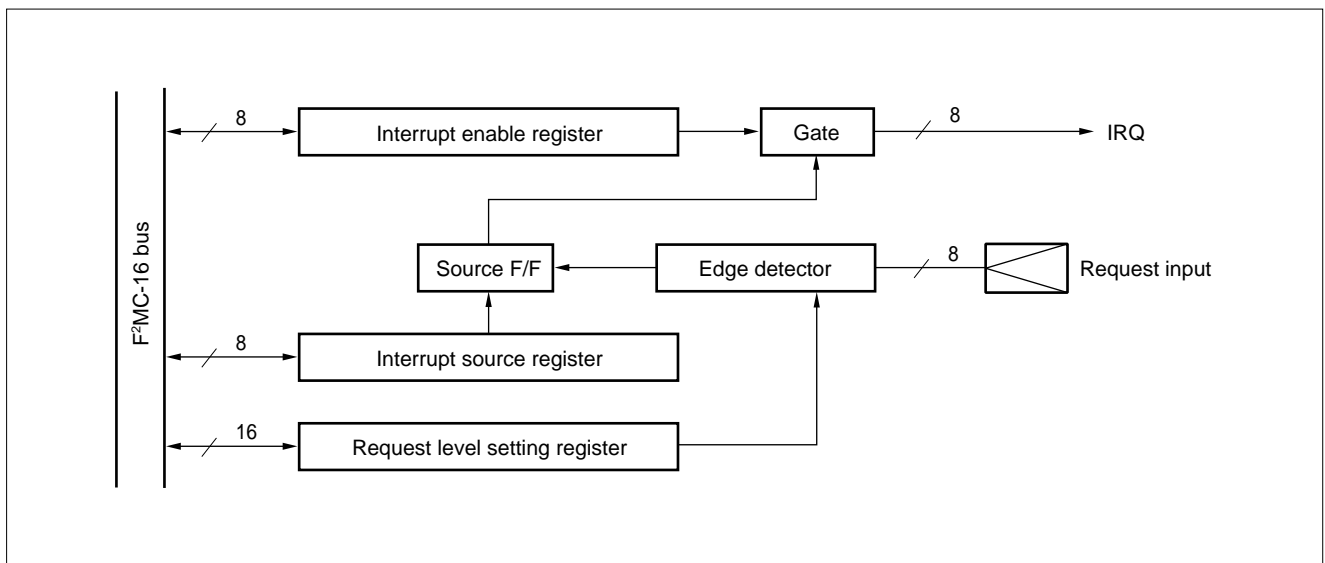 8
Interrupt enable register
Gate
8
IRQ
F²MC-16 bus
Source F/F
Edge detector
8
Request input
8
Interrupt source register
16
Request level setting register